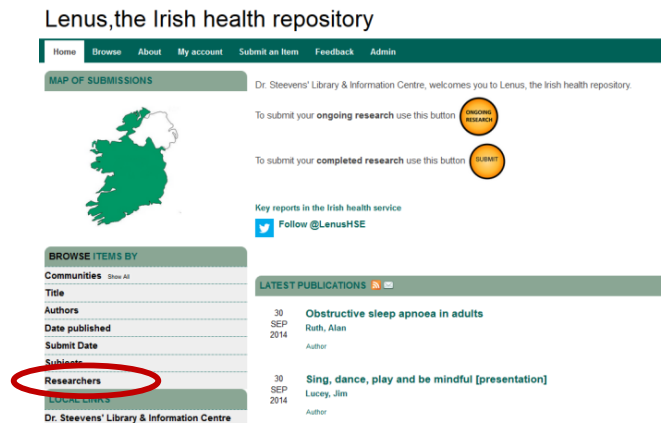 Lenus,the Irish health repository
Home Browse About My account Submit an Item Feedback Admin
MAP OF SUBMISSIONS
Dr. Steevens' Library & Information Centre, welcomes you to Lenus, the Irish health repository.
To submit your ongoing research use this button
ONGOING
RESEARCH
To submit your completed research use this button
SUBMIT
Key reports in the Irish health service
Follow @LenusHSE
BROWSE ITEMS BY
Communities Show All
Title
Authors
Date published
Submit Date
Subjects
Researchers
LOCAL LINKS
Dr. Steevens' Library & Information Centre
LATEST PUBLICATIONS
30
SEP
2014
Obstructive sleep apnoea in adults
Ruth, Alan
Author
30
SEP
2014
Sing, dance, play and be mindful [presentation]
Lucey, Jim
Author